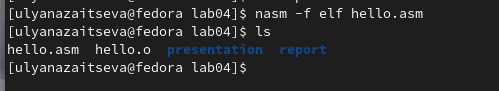 [ulyanazaitseva@fedora lab04]$ nasm -f elf hello.asm
[ulyanazaitseva@fedora lab04]$ ls
hello.asm  hello.o  presentation  report
[ulyanazaitseva@fedora lab04]$